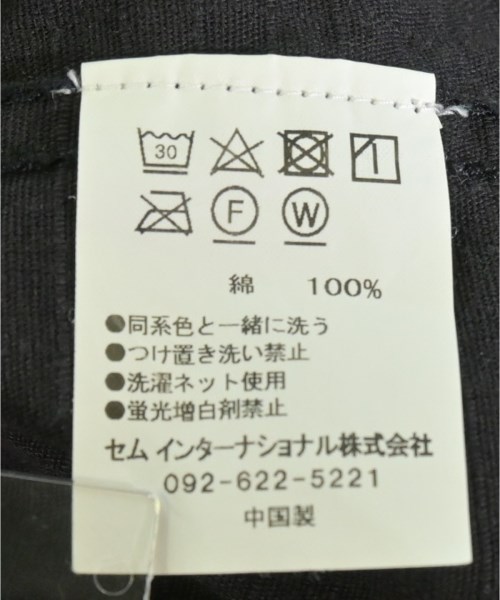 30
F W
綿 100%
●同系色と一緒に洗う
●つけ置き洗い禁止
●洗濯ネット使用
●蛍光増白剤禁止
セム インターナショナル株式会社
092-622-5221
中国製